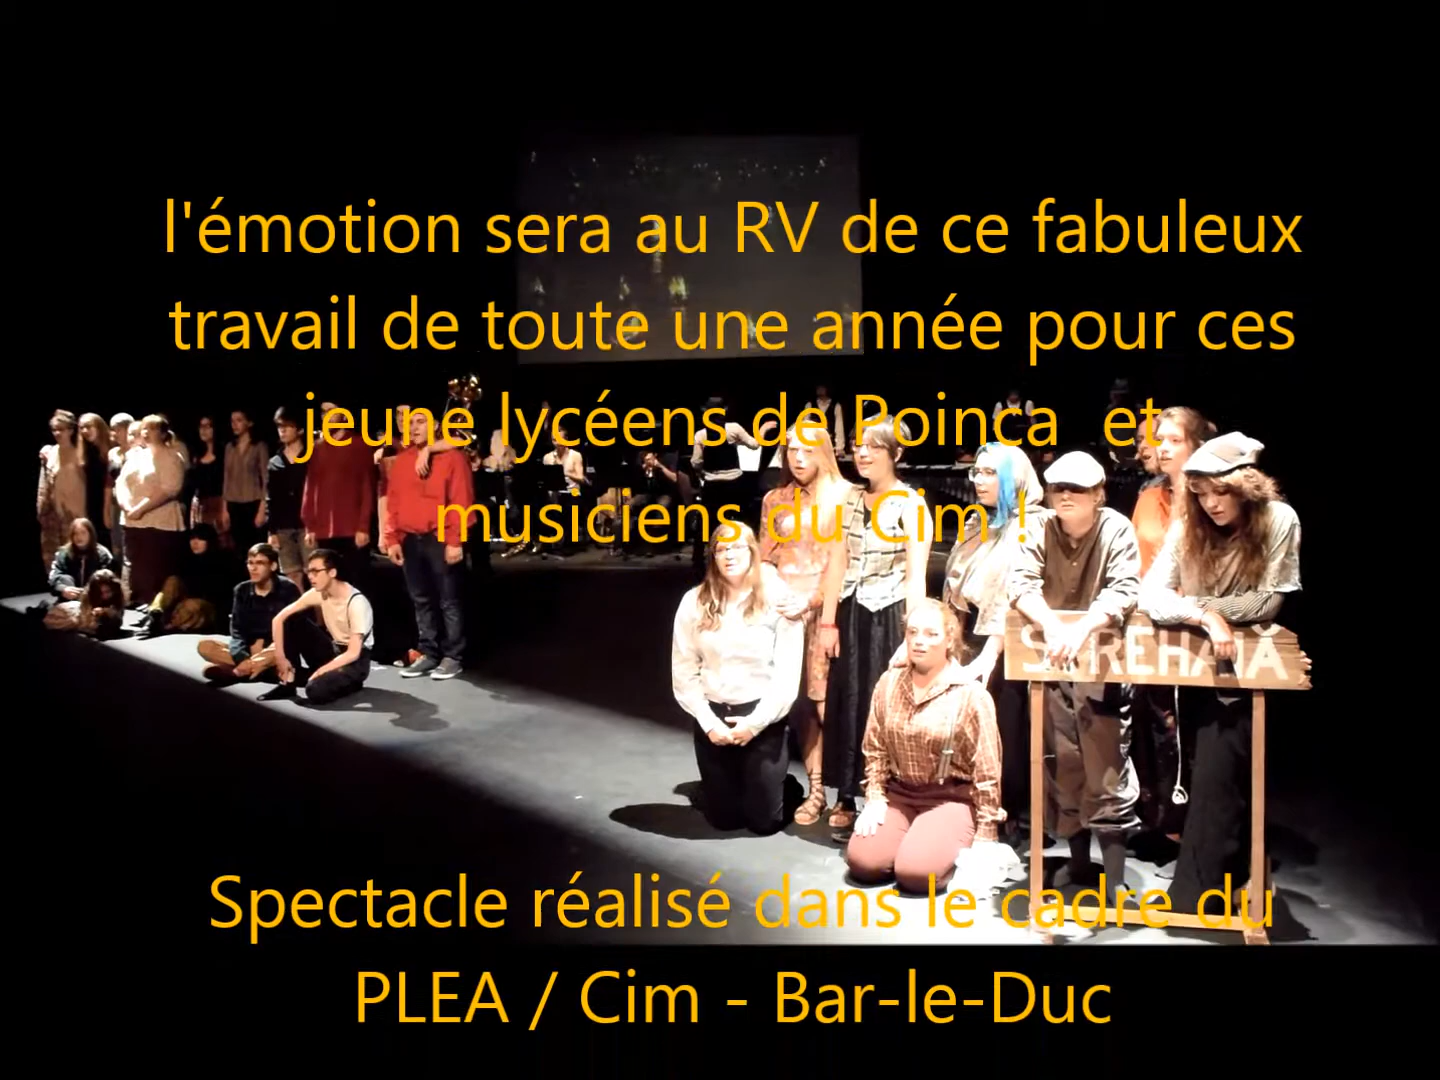 l'émotion sera au RV de ce fabuleux
travail de toute une année pour ces
jeune lycéens de Poinca et
musiciens du Cim !
Spectacle réalisé dans le cadre du
PLEA / Cim - Bar-le-Duc